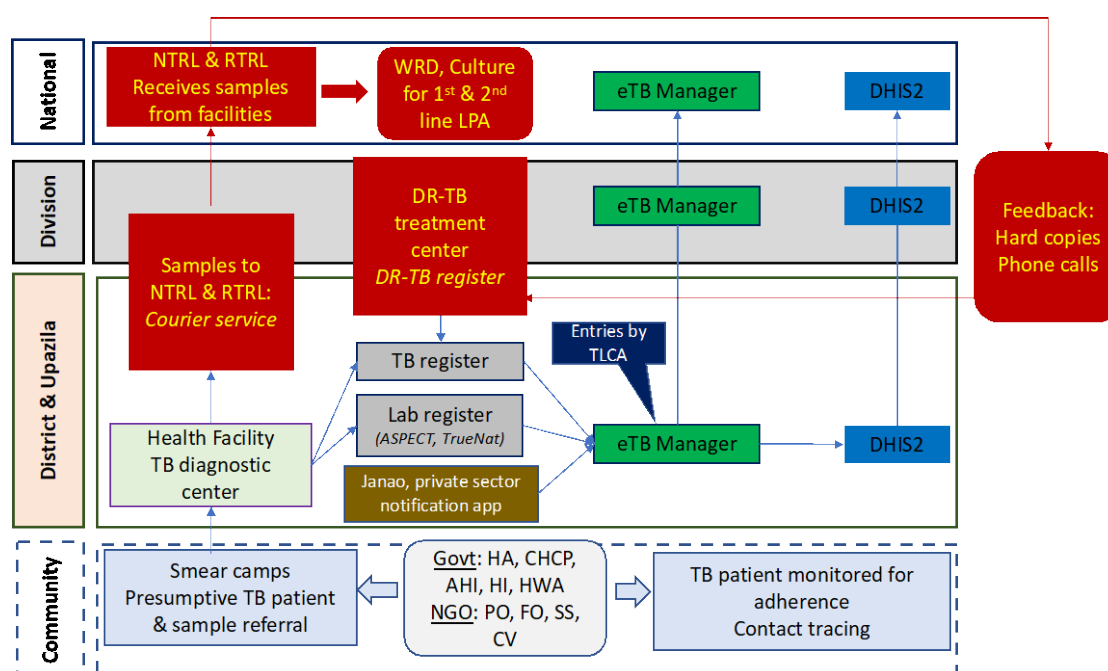 National
NTRL & RTRL
Receives samples
from facilities
WRD, Culture
for 1st & 2nd
line LPA
eTB Manager
DHIS2
Division
Samples to
NTRL & RTRL:
Courier service
DR-TB
treatment
center
DR-TB register
eTB Manager
DHIS2
Feedback:
Hard copies
Phone calls
District & Upazila
Entries by
TLCA
TB register
Lab register
(ASPECT, TrueNat)
Health Facility
TB diagnostic
center
Janao, private sector
notification app
eTB Manager
DHIS2
Community
Smear camps
Presumptive TB patient
& sample referral
Govt: HA, CHCP,
AHI, HI, HWA
NGO: PO, FO, SS,
CV
TB patient monitored for
adherence
Contact tracing